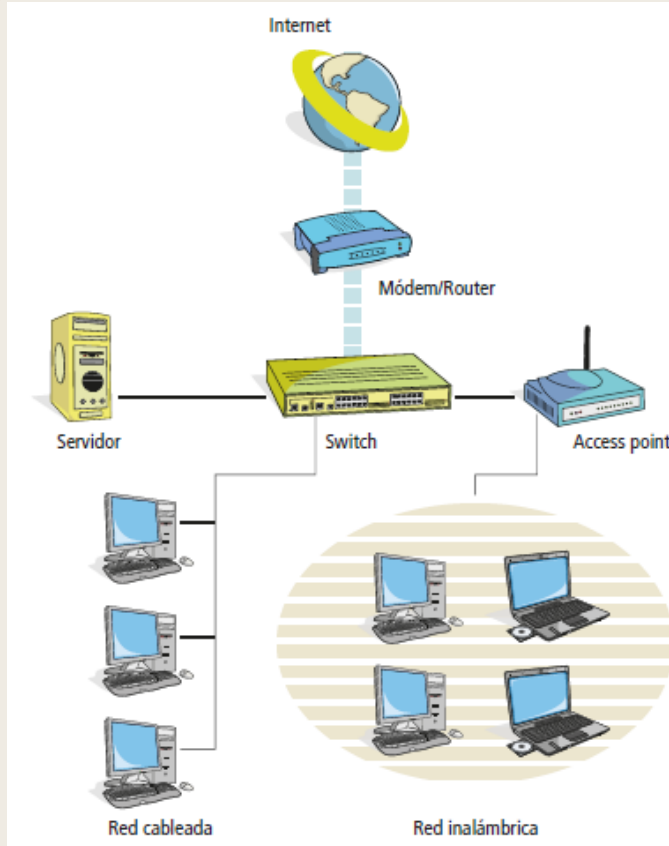 Internet
Módem/Router
Servidor
Switch
Access point
Red cableada
Red inalámbrica